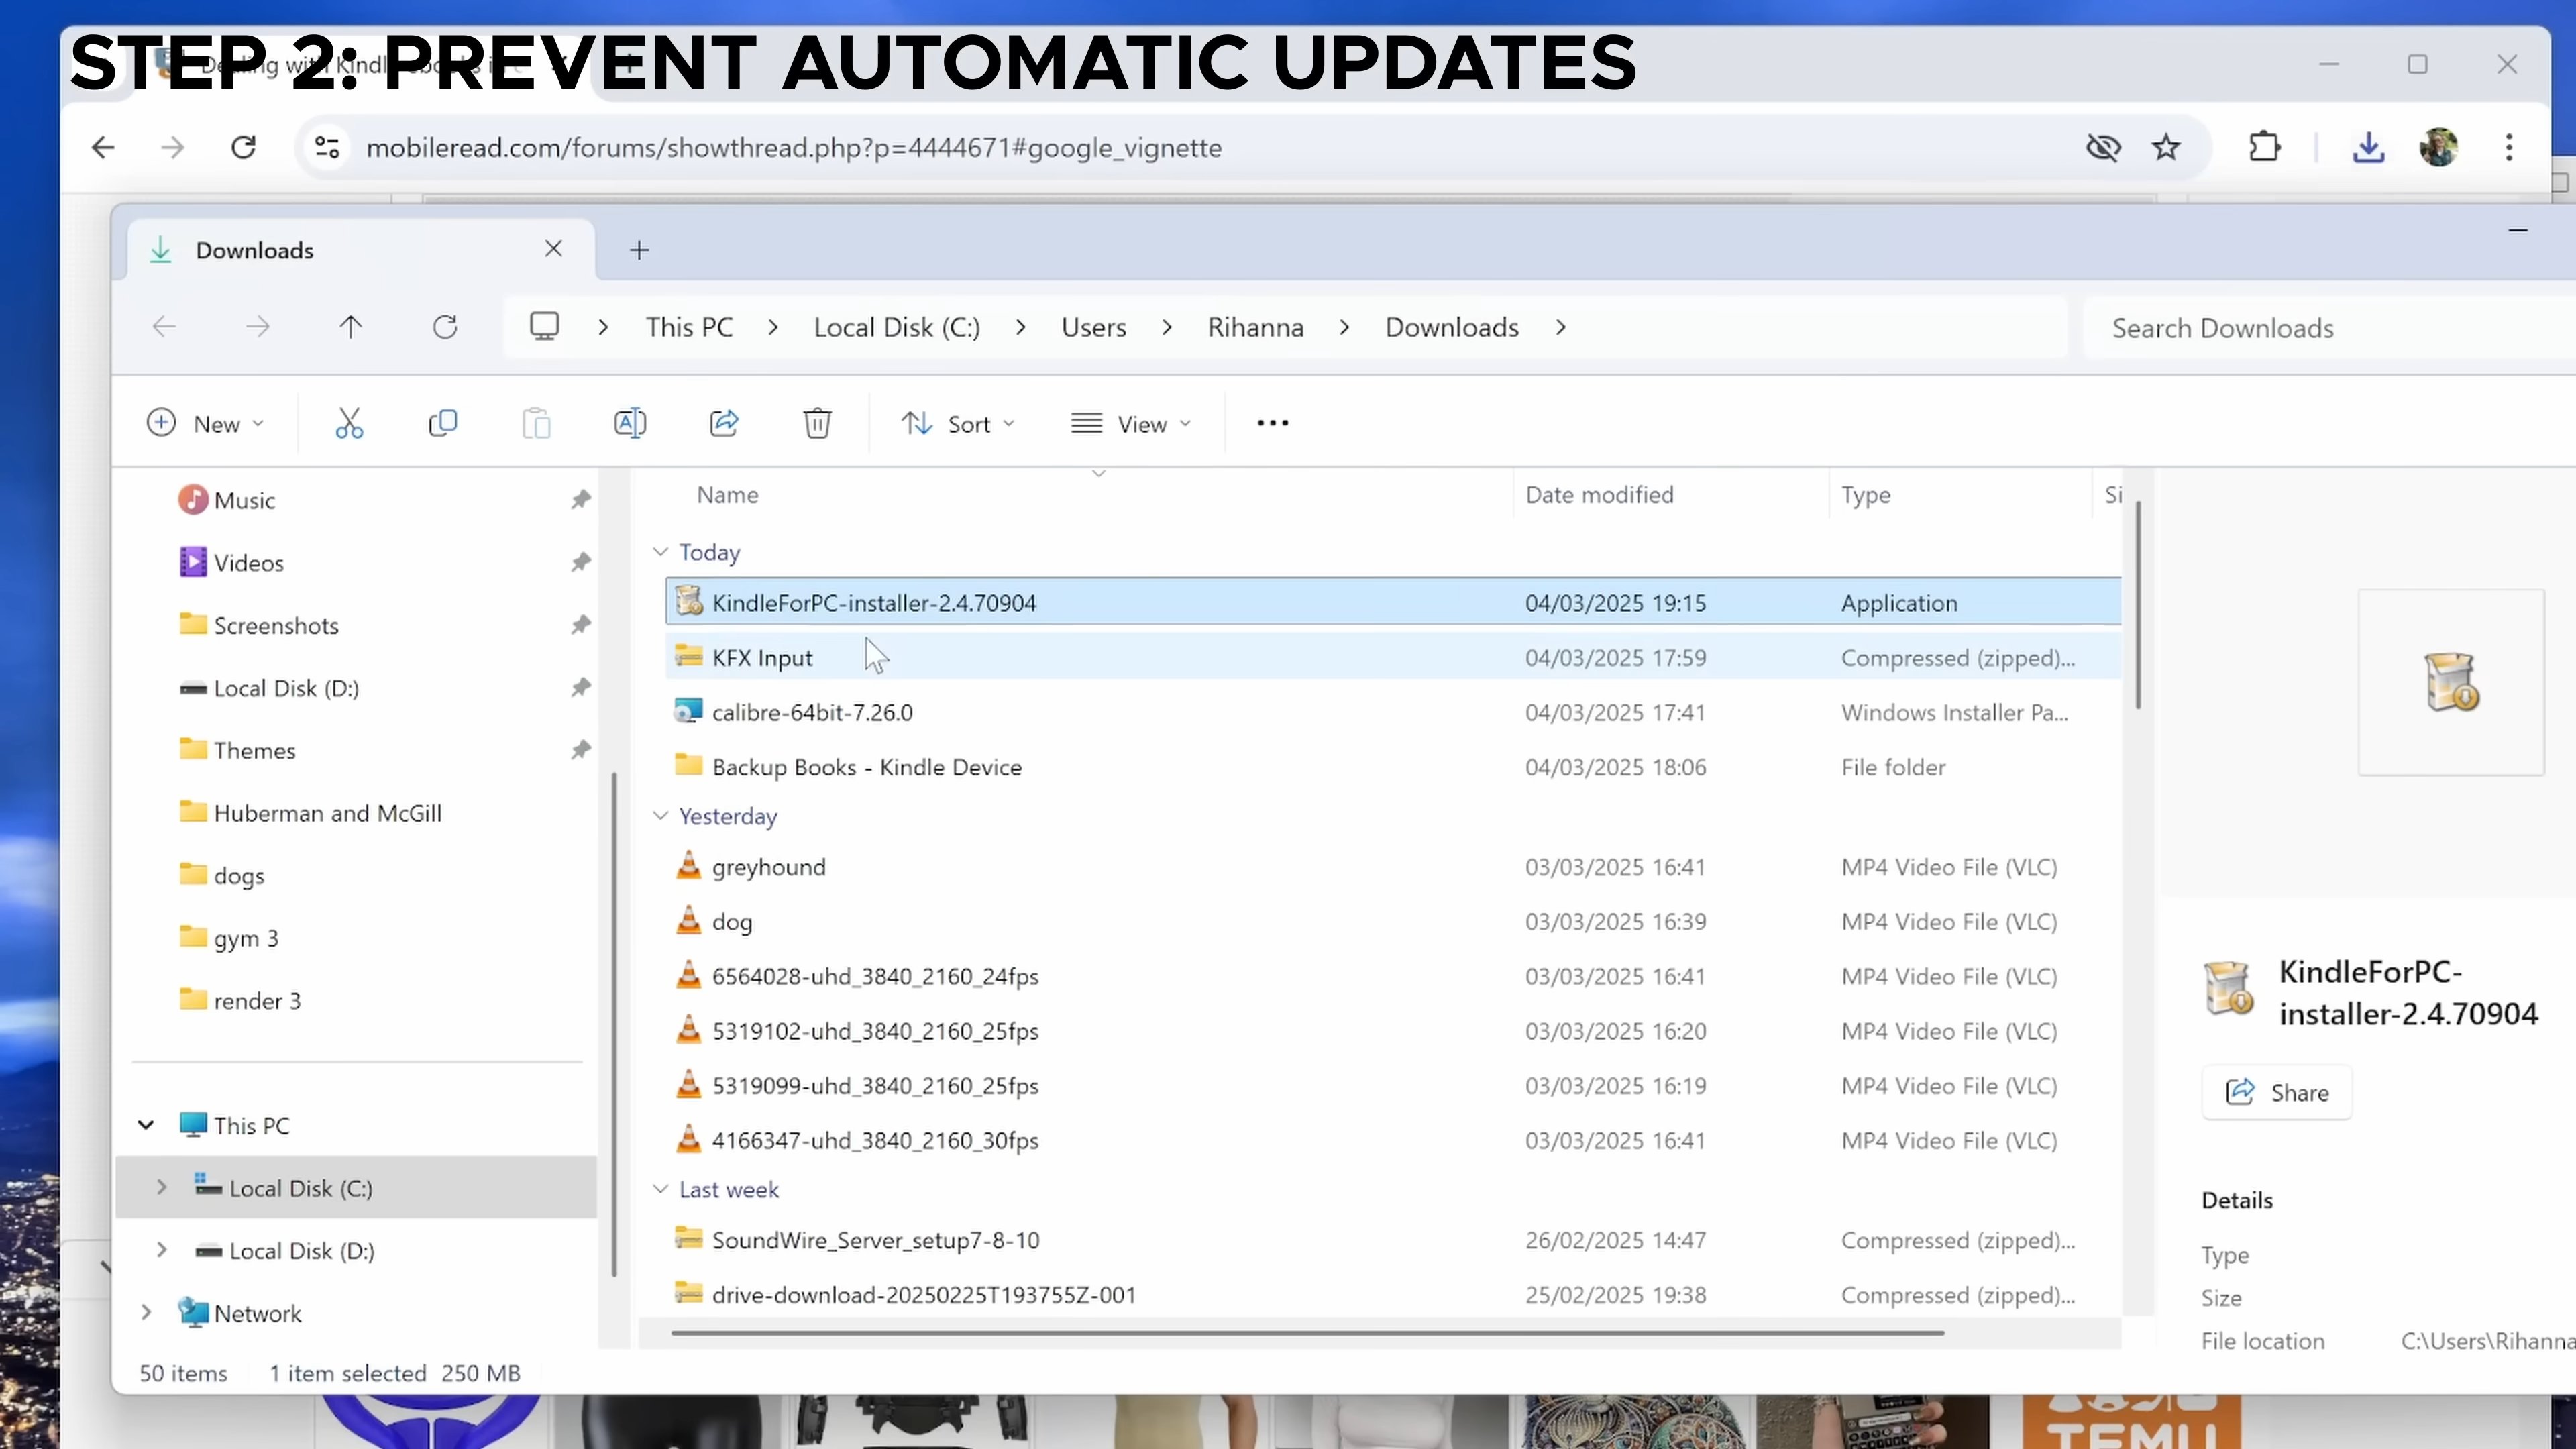 STEP 2: PREVENT AUTOMATIC UPDATES
mobileread.com/forums/showthread.php?p=4444671#google_vignette
Downloads
This PC > Local Disk (C:) > Users > Rihanna > Downloads >
Search Downloads
New
Sort
View
Music
Videos
Screenshots
Local Disk (D:)
Themes
Huberman and McGill
dogs
gym 3
render 3
This PC
Local Disk (C:)
Local Disk (D:)
Network
Name Date modified Type Si
Today
KindleForPC-installer-2.4.70904 04/03/2025 19:15 Application
KFX Input 04/03/2025 17:59 Compressed (zipped)...
calibre-64bit-7.26.0 04/03/2025 17:41 Windows Installer Pa...
Backup Books - Kindle Device 04/03/2025 18:06 File folder
Yesterday
greyhound 03/03/2025 16:41 MP4 Video File (VLC)
dog 03/03/2025 16:39 MP4 Video File (VLC)
6564028-uhd_3840_2160_24fps 03/03/2025 16:41 MP4 Video File (VLC)
5319102-uhd_3840_2160_25fps 03/03/2025 16:20 MP4 Video File (VLC)
5319099-uhd_3840_2160_25fps 03/03/2025 16:19 MP4 Video File (VLC)
4166347-uhd_3840_2160_30fps 03/03/2025 16:41 MP4 Video File (VLC)
Last week
SoundWire_Server_setup7-8-10 26/02/2025 14:47 Compressed (zipped)...
drive-download-20250225T193755Z-001 25/02/2025 19:38 Compressed (zipped)...
KindleForPC-
installer-2.4.70904
Share
Details
Type
Size
File location C:\Users\Rihanna
50 items 1 item selected 250 MB
TEMU